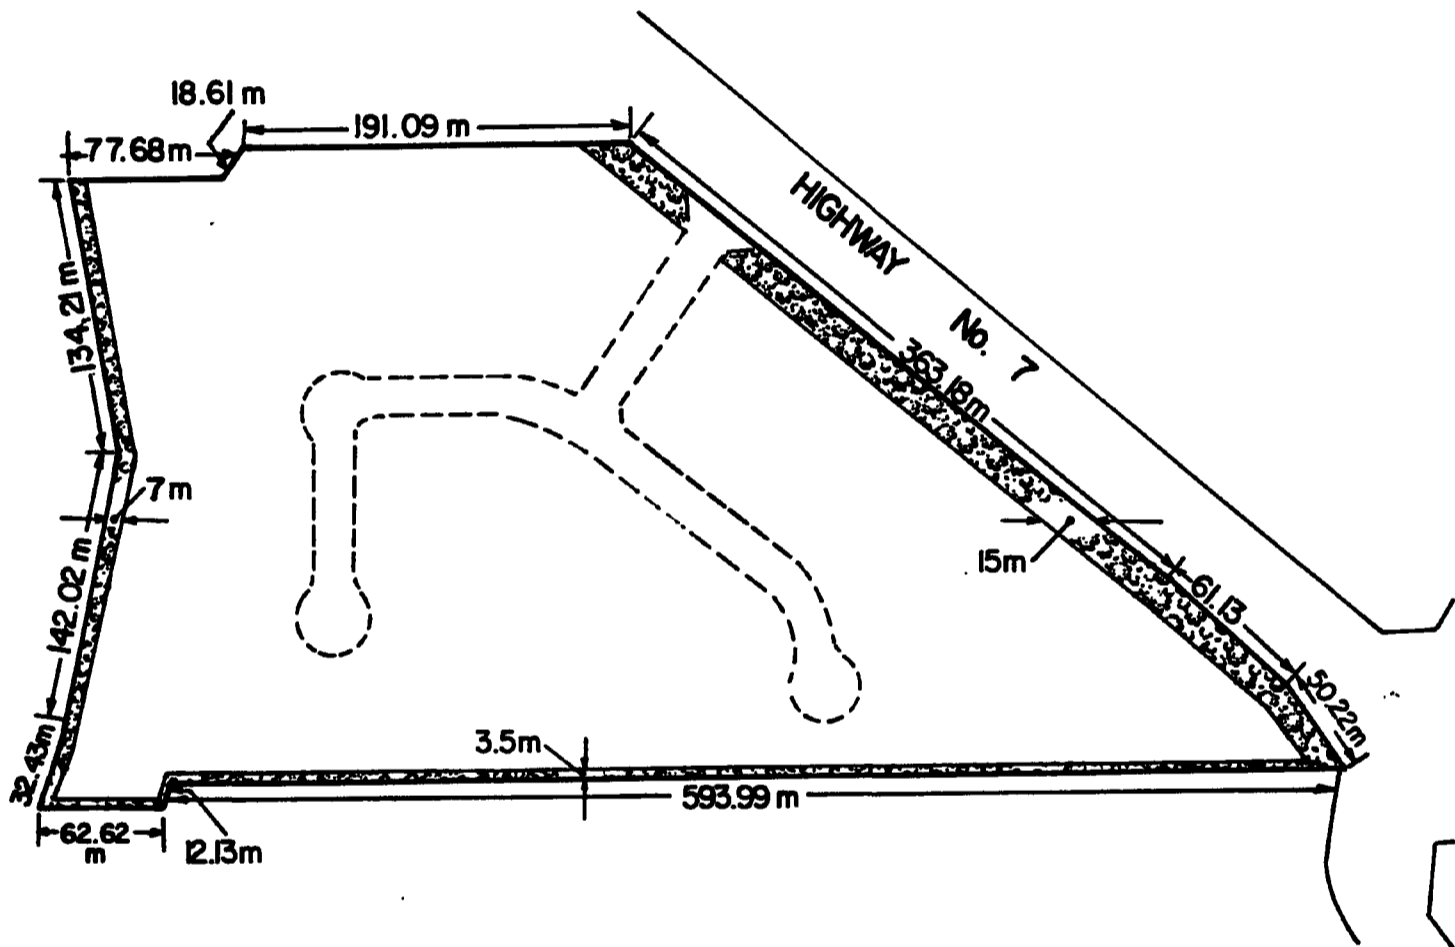 18.61 m
191.09 m
77.68m
HIGHWAY No. 7
134,21 m
363.18m
7m
15m
142.02 m
61.13
50.22m
32.43m
3.5m
593.99 m
62.62
m
12.13m